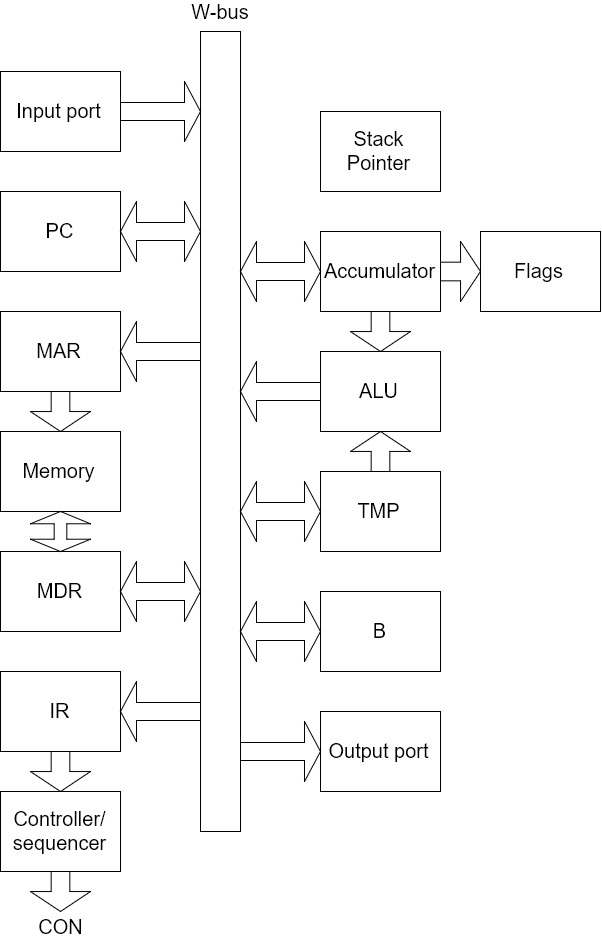 W-bus
Input port
Stack
Pointer
PC
Accumulator
Flags
MAR
ALU
Memory
TMP
MDR
B
IR
Output port
Controller/
sequencer
CON